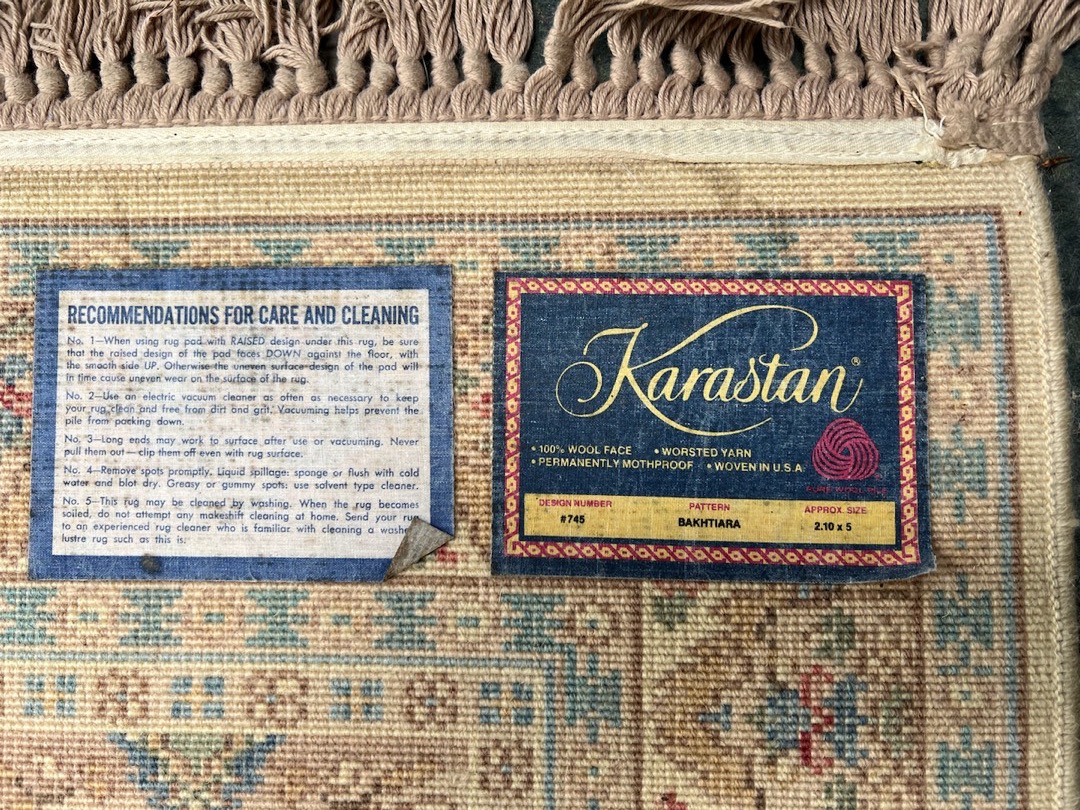 RECOMMENDATIONS FOR CARE AND CLEANING
No. 1—When using rug pad with RAISED design under this rug, be sure
that the raised design of the pad faces DOWN against the floor, with
the smooth side UP. Otherwise the uneven surface design of the pad will
in time cause uneven wear on the surface of the rug.
No. 2—Use an electric vacuum cleaner as often as necessary to keep
your rug clean and free from dirt and grit. Vacuuming helps prevent the
pile from packing down.
No. 3—Long ends may work to surface after use or vacuuming. Never
pull them out—clip them off even with rug surface.
No. 4—Remove spots promptly. Liquid spillage: sponge or flush with cold
water and blot dry. Greasy or gummy spots: use solvent type cleaner.
No. 5—This rug may be cleaned by washing. When the rug becomes
soiled, do not attempt any makeshift cleaning at home. Send your rug
to an experienced rug cleaner who is familiar with cleaning a washed
lustre rug such as this is.
Karastan®
• 100% WOOL FACE • WORSTED YARN
• PERMANENTLY MOTHPROOF • WOVEN IN U.S.A.
PURE WOOL PILE
DESIGN NUMBER PATTERN APPROX. SIZE
#745 BAKHTIARA 2.10 x 5